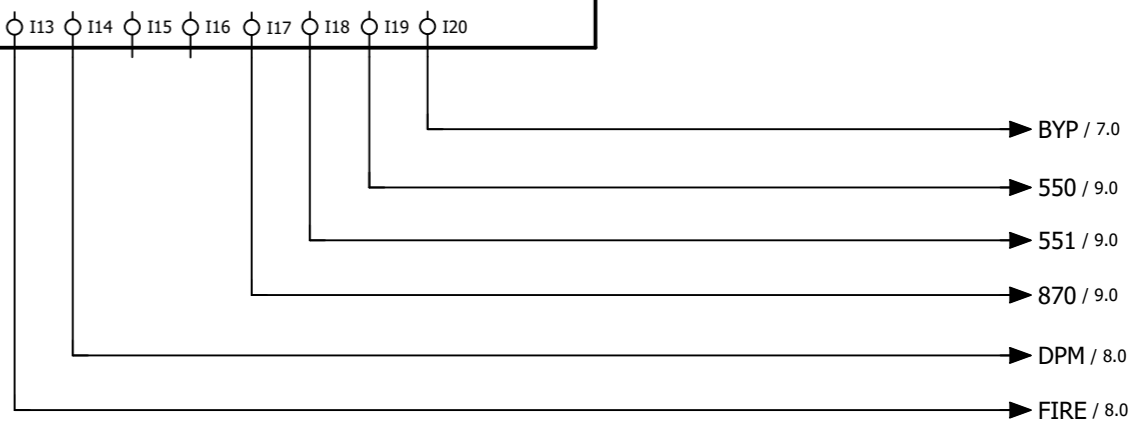 I13 I14 I15 I16 I17 I18 I19 I20
BYP / 7.0
550 / 9.0
551 / 9.0
870 / 9.0
DPM / 8.0
FIRE / 8.0